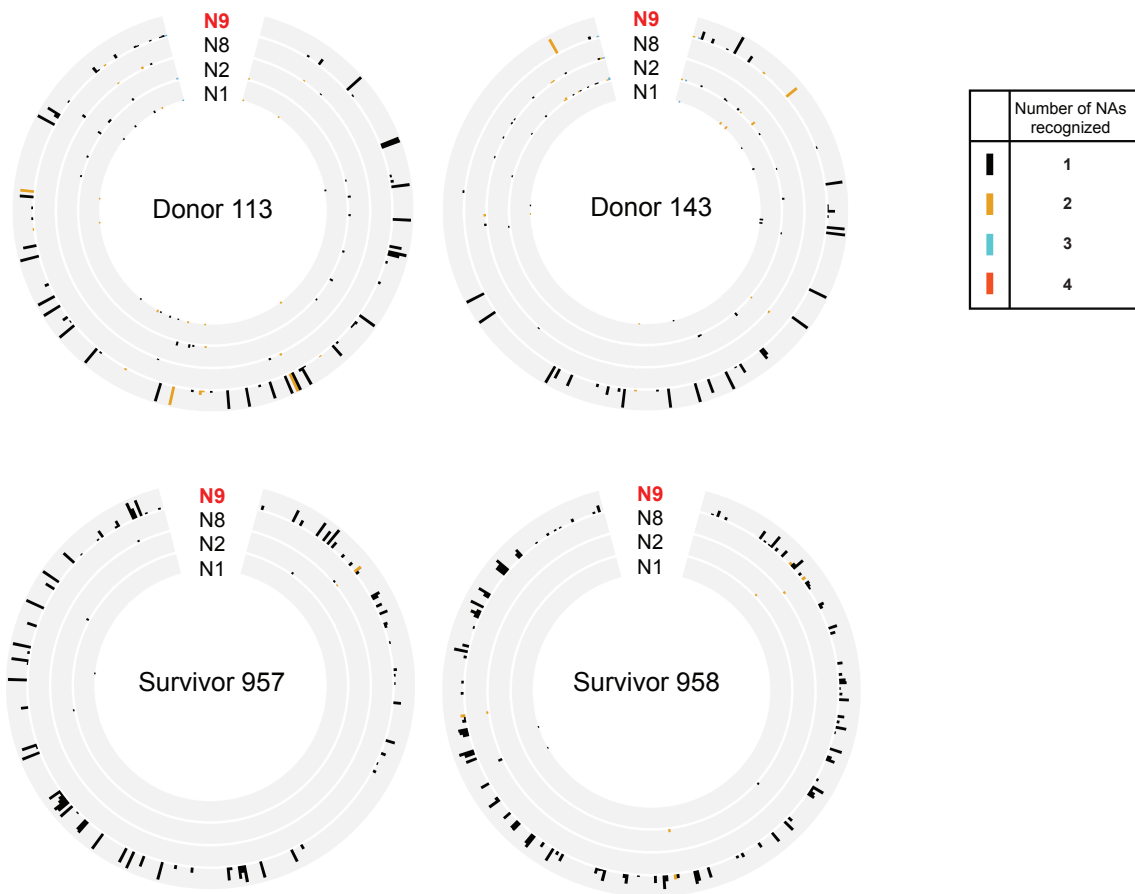 N9
N8
N2
N1
Donor 113
N9
N8
N2
N1
Donor 143
Number of NAs
recognized
1
2
3
4
N9
N8
N2
N1
Survivor 957
N9
N8
N2
N1
Survivor 958